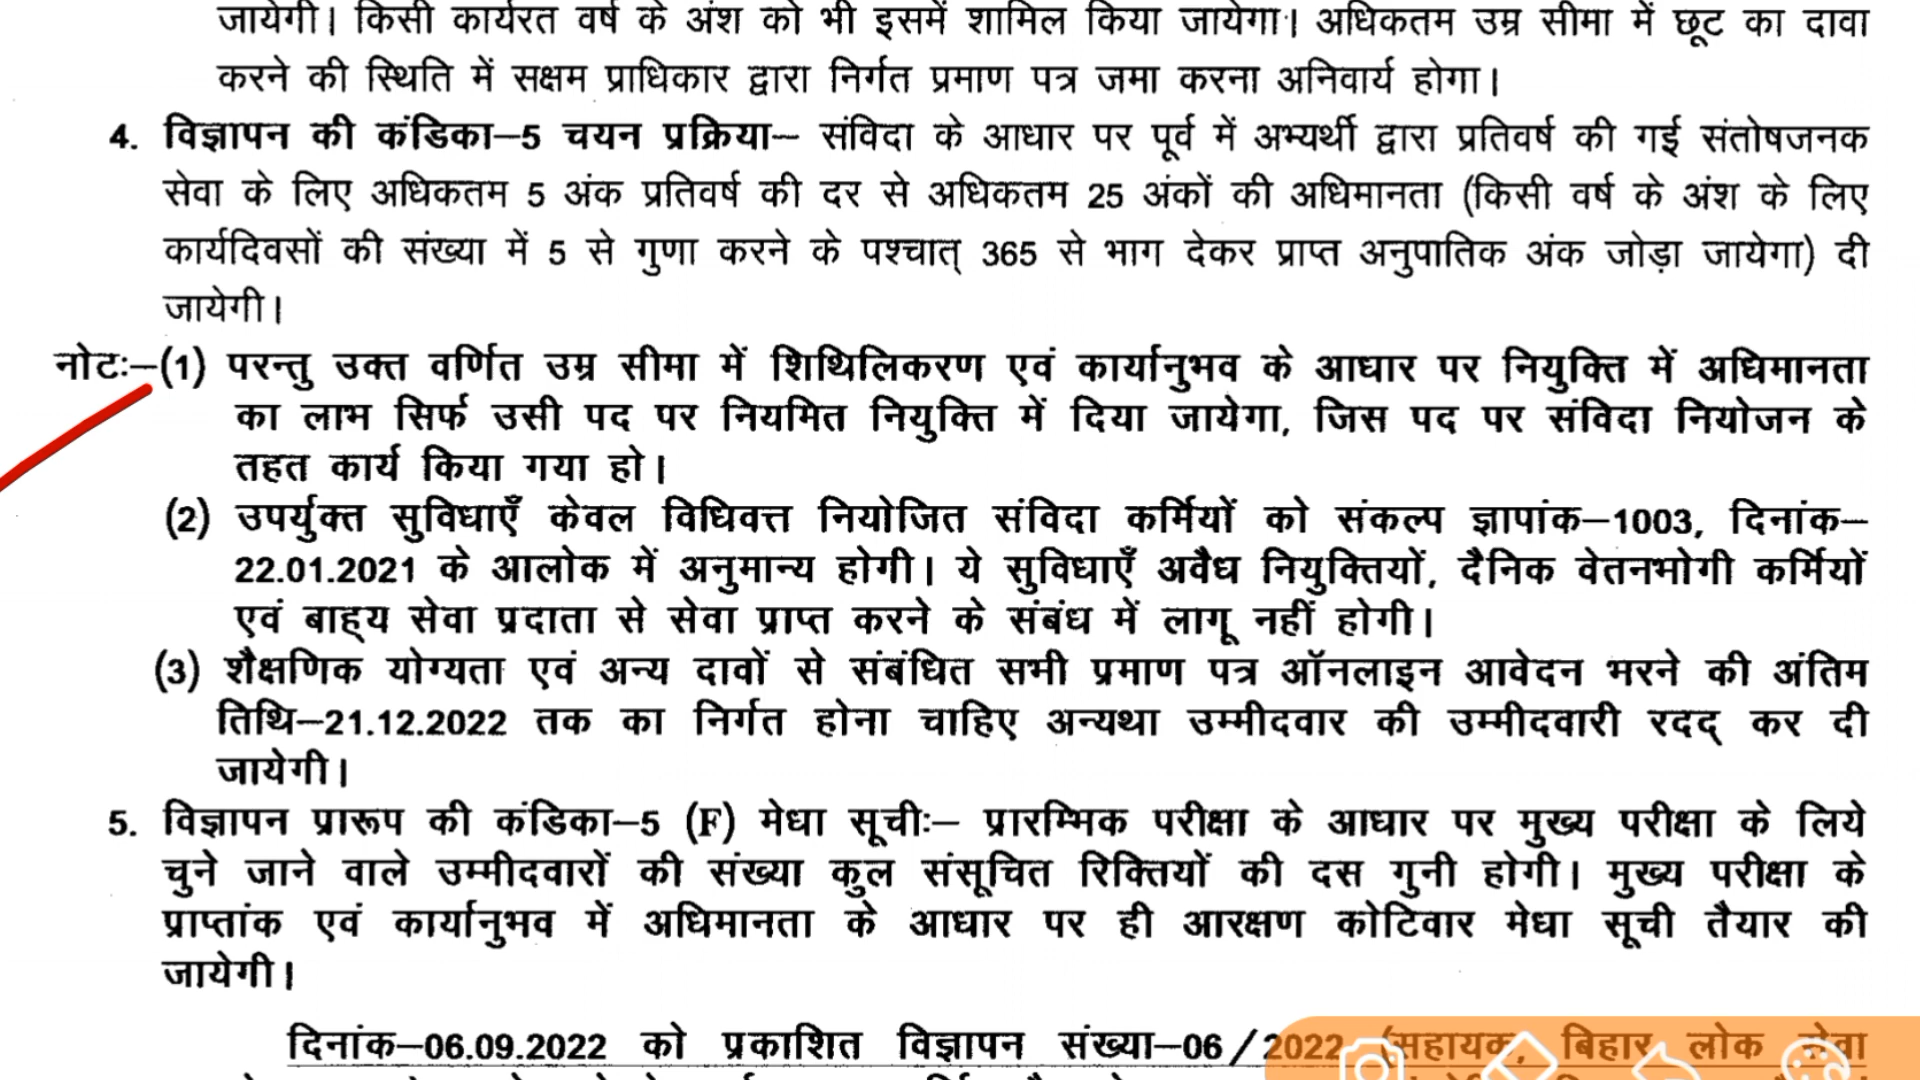 जायेगी। किसी कार्यरत वर्ष के अंश को भी इसमें शामिल किया जायेगा। अधिकतम उम्र सीमा में छूट का दावा
करने की स्थिति में सक्षम प्राधिकार द्वारा निर्गत प्रमाण पत्र जमा करना अनिवार्य होगा।
4. विज्ञापन की कंडिका–5 चयन प्रक्रिया– संविदा के आधार पर पूर्व में अभ्यर्थी द्वारा प्रतिवर्ष की गई संतोषजनक
सेवा के लिए अधिकतम 5 अंक प्रतिवर्ष की दर से अधिकतम 25 अंकों की अधिमानता (किसी वर्ष के अंश के लिए
कार्यदिवसों की संख्या में 5 से गुणा करने के पश्चात् 365 से भाग देकर प्राप्त अनुपातिक अंक जोड़ा जायेगा) दी
जायेगी।
नोटः–(1) परन्तु उक्त वर्णित उम्र सीमा में शिथिलिकरण एवं कार्यानुभव के आधार पर नियुक्ति में अधिमानता
का लाभ सिर्फ उसी पद पर नियमित नियुक्ति में दिया जायेगा, जिस पद पर संविदा नियोजन के
तहत कार्य किया गया हो।
(2) उपर्युक्त सुविधाएँ केवल विधिवत्त नियोजित संविदा कर्मियों को संकल्प ज्ञापांक–1003, दिनांक–
22.01.2021 के आलोक में अनुमान्य होगी। ये सुविधाएँ अवैध नियुक्तियों, दैनिक वेतनभोगी कर्मियों
एवं बाह्य सेवा प्रदाता से सेवा प्राप्त करने के संबंध में लागू नहीं होगी।
(3) शैक्षणिक योग्यता एवं अन्य दावों से संबंधित सभी प्रमाण पत्र ऑनलाइन आवेदन भरने की अंतिम
तिथि–21.12.2022 तक का निर्गत होना चाहिए अन्यथा उम्मीदवार की उम्मीदवारी रदद् कर दी
जायेगी।
5. विज्ञापन प्रारूप की कंडिका–5 (F) मेधा सूचीः– प्रारम्भिक परीक्षा के आधार पर मुख्य परीक्षा के लिये
चुने जाने वाले उम्मीदवारों की संख्या कुल संसूचित रिक्तियों की दस गुनी होगी। मुख्य परीक्षा के
प्राप्तांक एवं कार्यानुभव में अधिमानता के आधार पर ही आरक्षण कोटिवार मेधा सूची तैयार की
जायेगी।
दिनांक–06.09.2022 को प्रकाशित विज्ञापन संख्या–06/2022 (सहायक, बिहार लोक सेवा